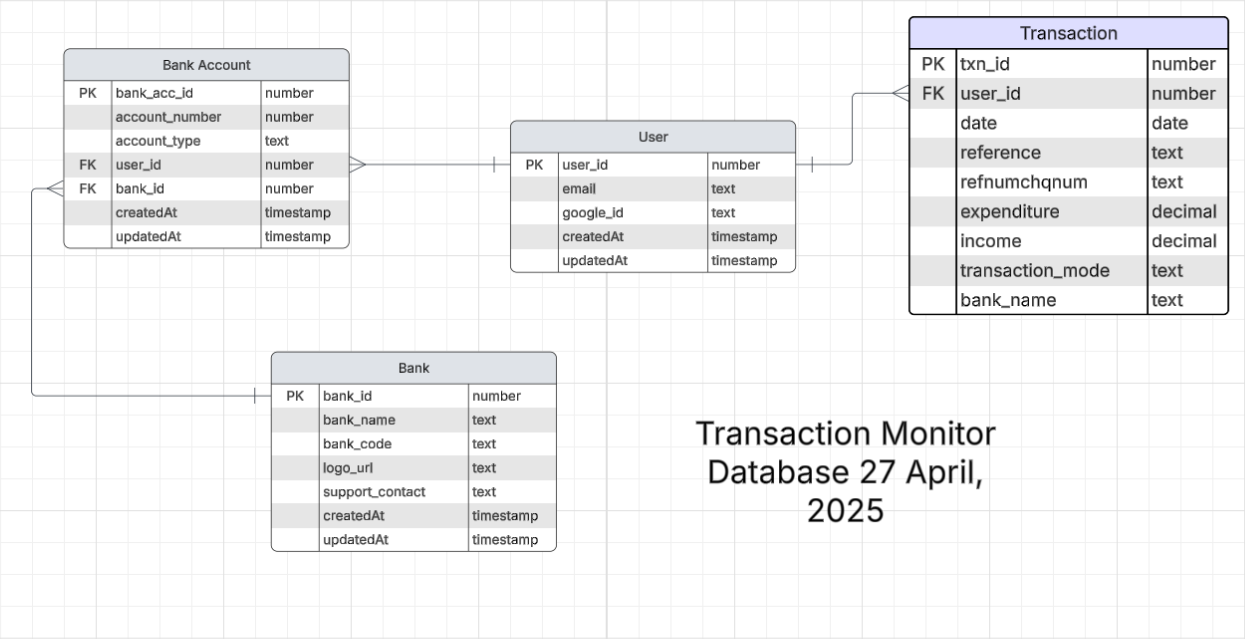 Bank Account
PK bank_acc_id number
account_number number
account_type text
FK user_id number
FK bank_id number
createdAt timestamp
updatedAt timestamp
User
PK user_id number
email text
google_id text
createdAt timestamp
updatedAt timestamp
Transaction
PK txn_id number
FK user_id number
date date
reference text
refnumchqnum text
expenditure decimal
income decimal
transaction_mode text
bank_name text
Bank
PK bank_id number
bank_name text
bank_code text
logo_url text
support_contact text
createdAt timestamp
updatedAt timestamp
Transaction Monitor
Database 27 April,
2025